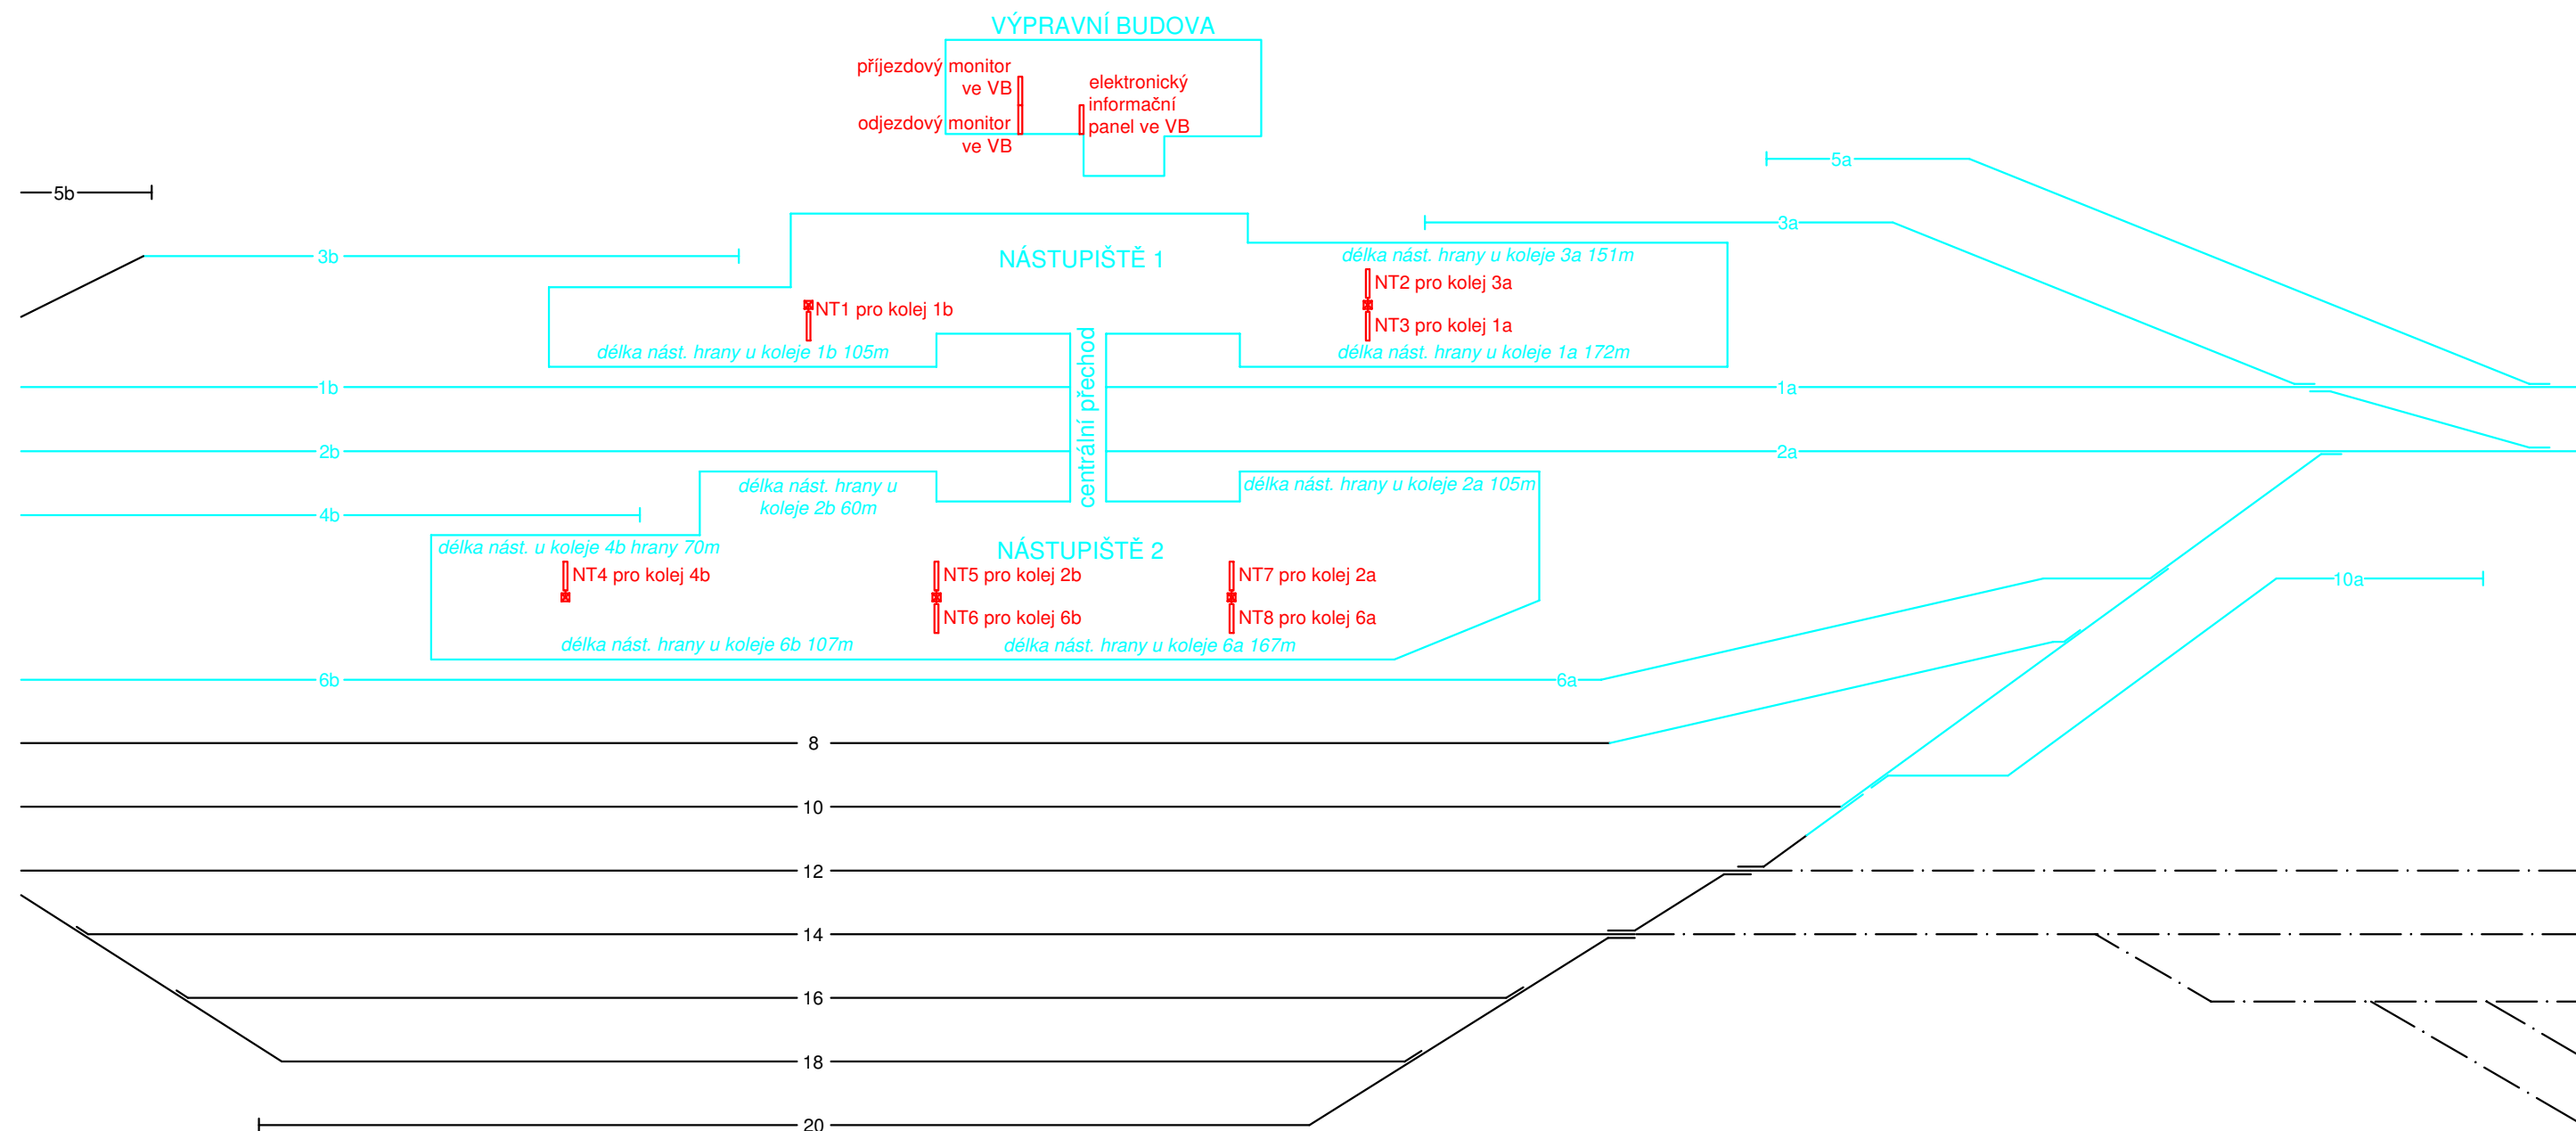 VÝPRAVNÍ BUDOVA
příjezdový monitor
ve VB
elektronický
informační
panel ve VB
odjezdový monitor
ve VB
5a
5b
3a
3b
NÁSTUPIŠTĚ 1
délka nást. hrany u koleje 3a 151m
NT2 pro kolej 3a
NT1 pro kolej 1b
NT3 pro kolej 1a
délka nást. hrany u koleje 1b 105m
délka nást. hrany u koleje 1a 172m
centrální přechod
1b
1a
2b
2a
délka nást. hrany u
koleje 2b 60m
délka nást. hrany u koleje 2a 105m
4b
délka nást. u koleje 4b hrany 70m
NÁSTUPIŠTĚ 2
NT4 pro kolej 4b
NT5 pro kolej 2b
NT7 pro kolej 2a
10a
NT6 pro kolej 6b
NT8 pro kolej 6a
délka nást. hrany u koleje 6b 107m
délka nást. hrany u koleje 6a 167m
6b
6a
8
10
12
14
16
18
20